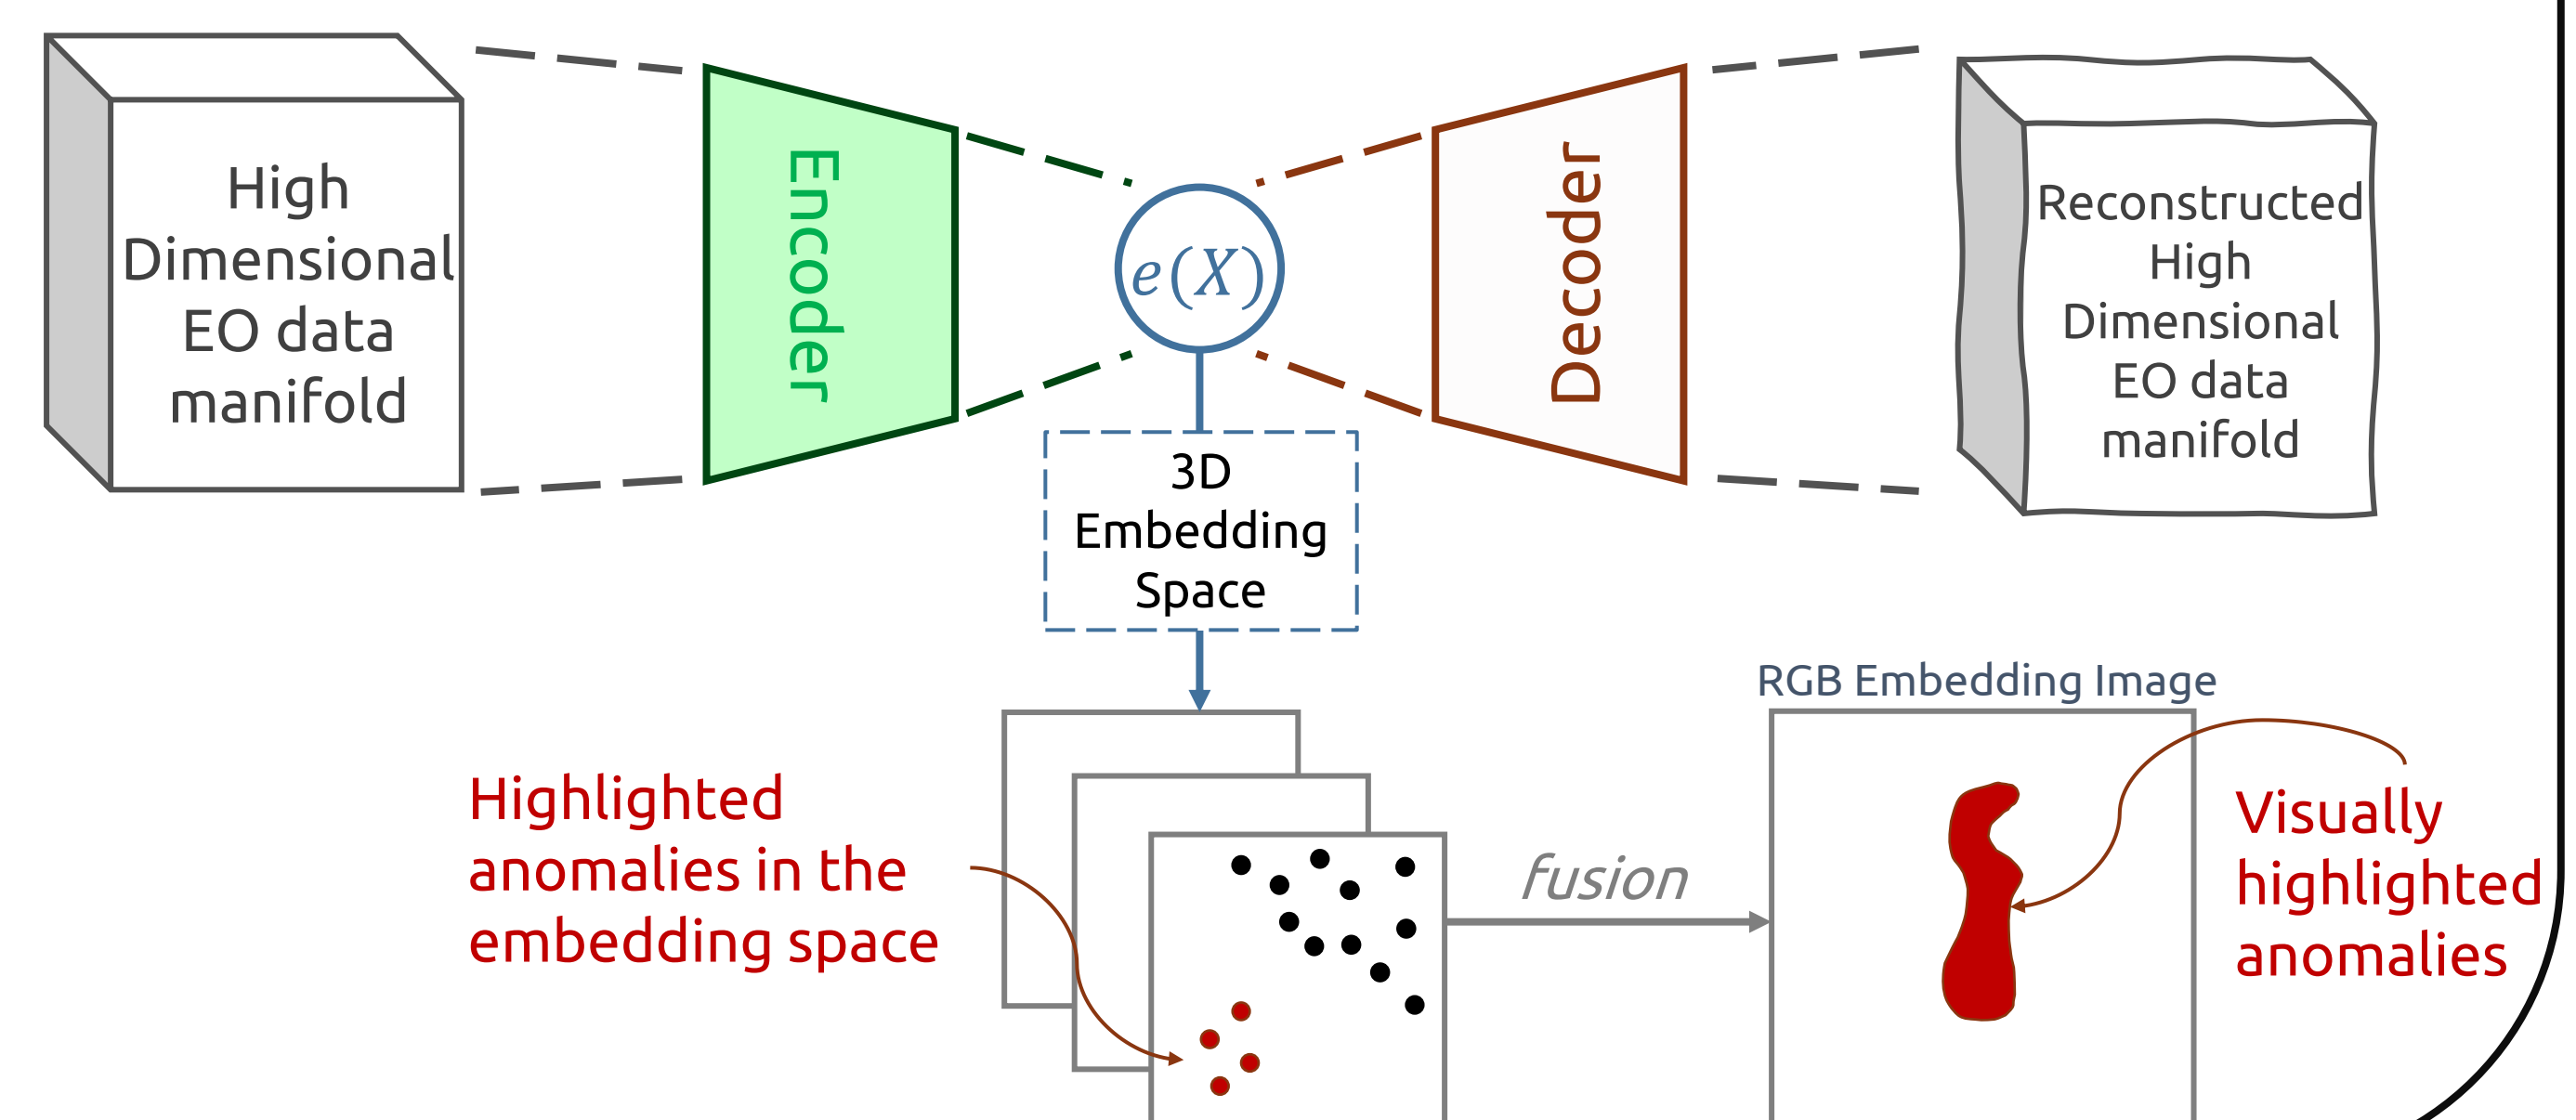 High
Dimensional
EO data
manifold
Encoder
e(X)
Decoder
Reconstructed
High
Dimensional
EO data
manifold
3D
Embedding
Space
RGB Embedding Image
Highlighted
anomalies in the
embedding space
fusion
Visually
highlighted
anomalies